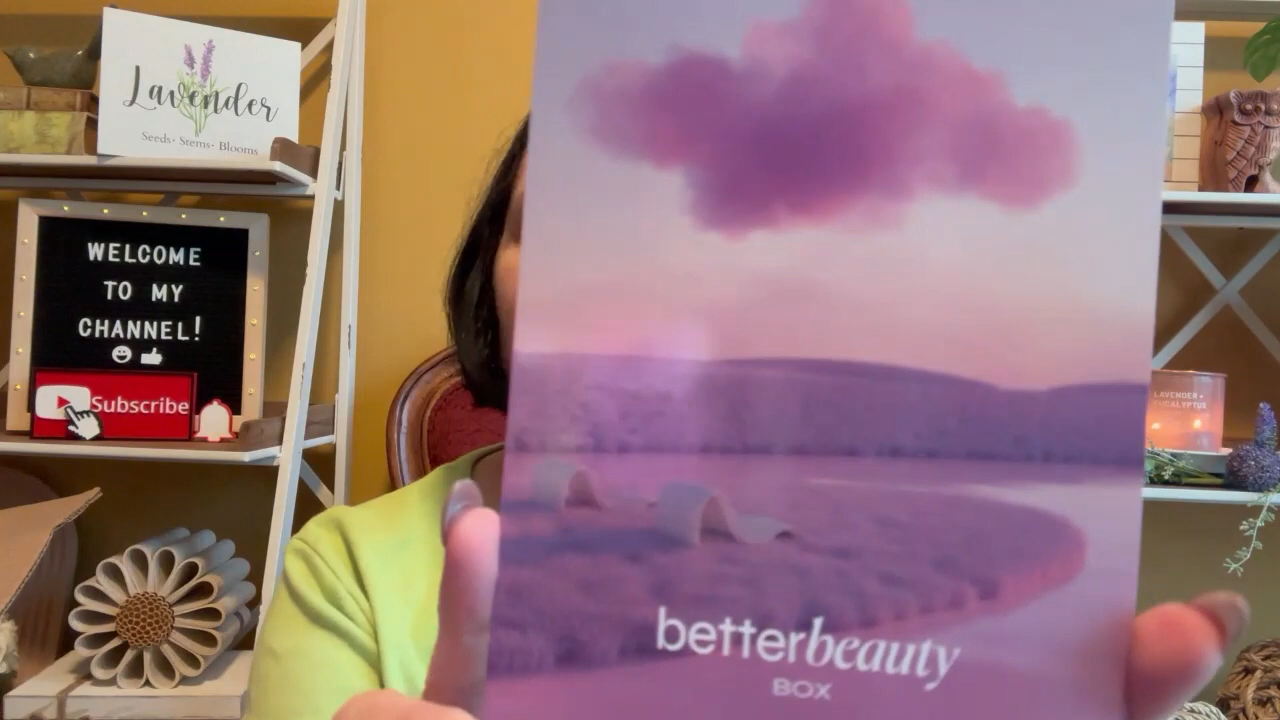 Lavender
Seeds· Stems· Blooms
WELCOME
TO MY
CHANNEL!
Subscribe
betterbeauty
BOX
LAVENDER +
EUCALYPTUS